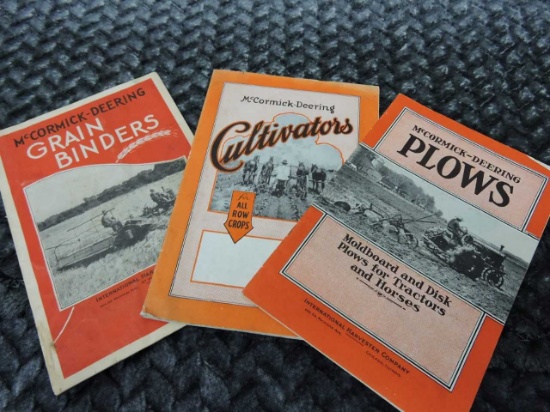 McCORMICK-DEERING
GRAIN
BINDERS
INTERNATIONAL HARVESTER
McCormick-Deering
Cultivators
for
ALL
ROW
CROPS
McCORMICK-DEERING
PLOWS
Moldboard and Disk
Plows for Tractors
and Horses
INTERNATIONAL HARVESTER COMPANY